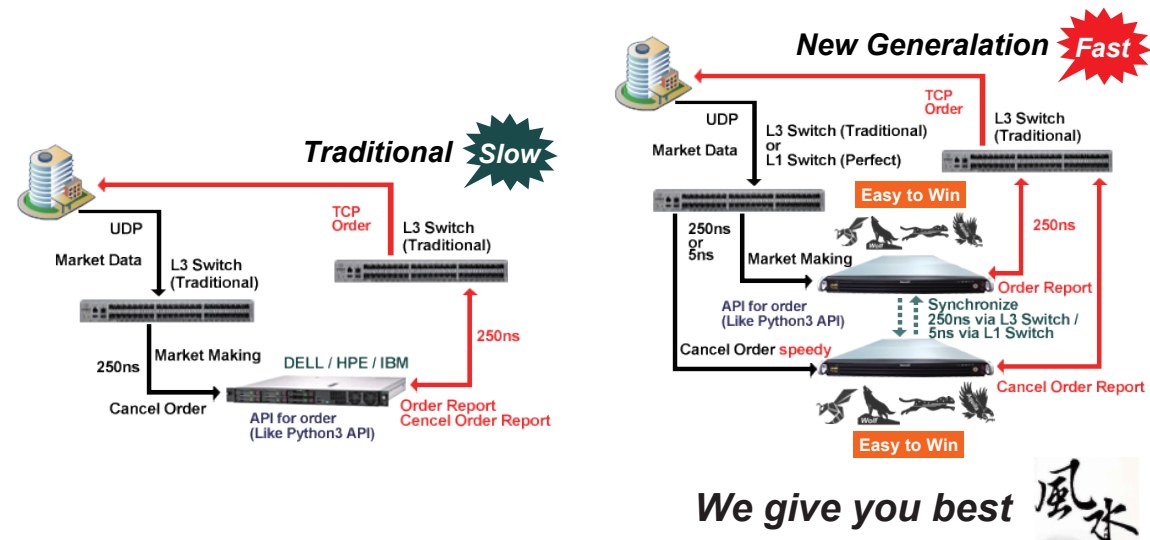 Traditional Slow
TCP
Order
UDP
Market Data
L3 Switch
(Traditional)
L3 Switch
(Traditional)
250ns
Market Making
250ns
DELL / HPE / IBM
Cancel Order
API for order
(Like Python3 API)
Order Report
Cencel Order Report
New Generalation Fast
TCP
Order
UDP
Market Data
L3 Switch (Traditional)
or
L1 Switch (Perfect)
L3 Switch
(Traditional)
Easy to Win
250ns
or
5ns
Wolf
250ns
Market Making
Order Report
API for order
(Like Python3 API)
Synchronize
250ns via L3 Switch /
5ns via L1 Switch
Cancel Order speedy
Cancel Order Report
Wolf
Easy to Win
We give you best 風水